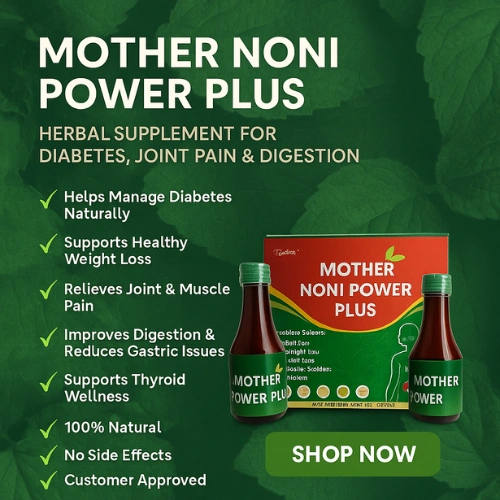 MOTHER NONI
POWER PLUS
HERBAL SUPPLEMENT FOR
DIABETES, JOINT PAIN & DIGESTION
Helps Manage Diabetes
Naturally
Supports Healthy
Weight Loss
Relieves Joint & Muscle
Pain
Improves Digestion &
Reduces Gastric Issues
Supports Thyroid
Wellness
100% Natural
No Side Effects
Customer Approved
MOTHER
NONI POWER
PLUS
MOTHER
POWER PLU
MOTHER
POWER
SHOP NOW